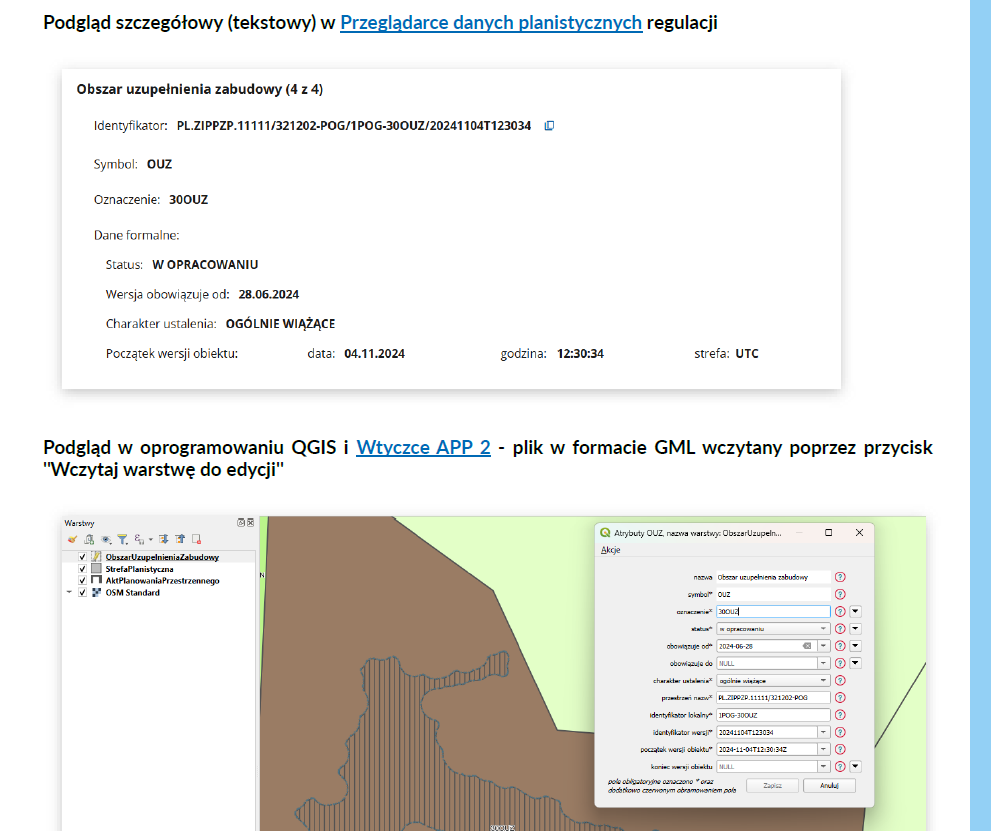 Podgląd szczegółowy (tekstowy) w Przeglądarce danych planistycznych regulacji
Obszar uzupełnienia zabudowy (4 z 4)
Identyfikator: PL.ZIPPZP.11111/321202-POG/1POG-30OUZ/20241104T123034
Symbol: OUZ
Oznaczenie: 30OUZ
Dane formalne:
Status: W OPRACOWANIU
Wersja obowiązuje od: 28.06.2024
Charakter ustalenia: OGÓLNIE WIĄŻĄCE
Początek wersji obiektu: data: 04.11.2024 godzina: 12:30:34 strefa: UTC
Podgląd w oprogramowaniu QGIS i Wtyczce APP 2 - plik w formacie GML wczytany poprzez przycisk
"Wczytaj warstwę do edycji"
Warstwy
ObszarUzupelnieniaZabudowy
StrefaPlanistyczna
AktPlanowaniaPrzestrzennego
OSM Standard
N
Atrybuty OUZ, nazwa warstwy: ObszarUzupełn...
Akcje
nazwa Obszar uzupełnienia zabudowy
symbol* OUZ
oznaczenie* 30OUZ
status* w opracowaniu
obowiązuje od* 2024-06-28
obowiązuje do NULL
charakter ustalenia* ogólnie wiążące
przestrzeń nazw* PL.ZIPPZP.11111/321202-POG
identyfikator lokalny* 1POG-30OUZ
identyfikator wersji* 20241104T123034
początek wersji obiektu* 2024-11-04T12:30:34Z
koniec wersji obiektu NULL
pola obligatoryjne oznaczono * oraz
dodatkowo czerwonym obramowaniem pola
Zapisz Anuluj
30OUZ